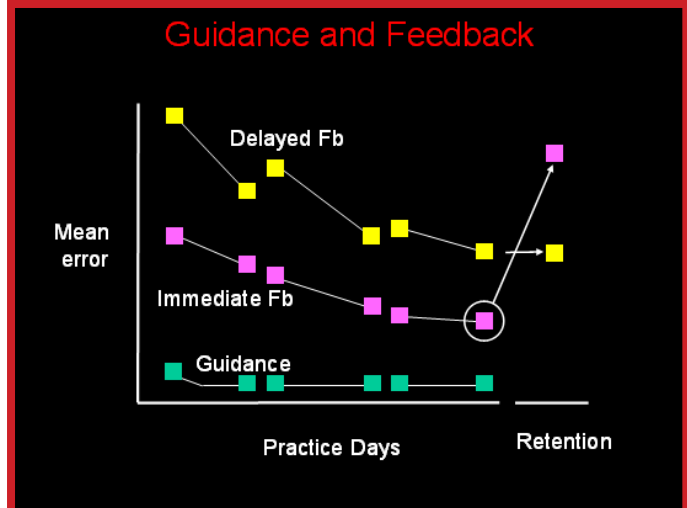 Guidance and Feedback
Delayed Fb
Mean
error
Immediate Fb
Guidance
Practice Days
Retention